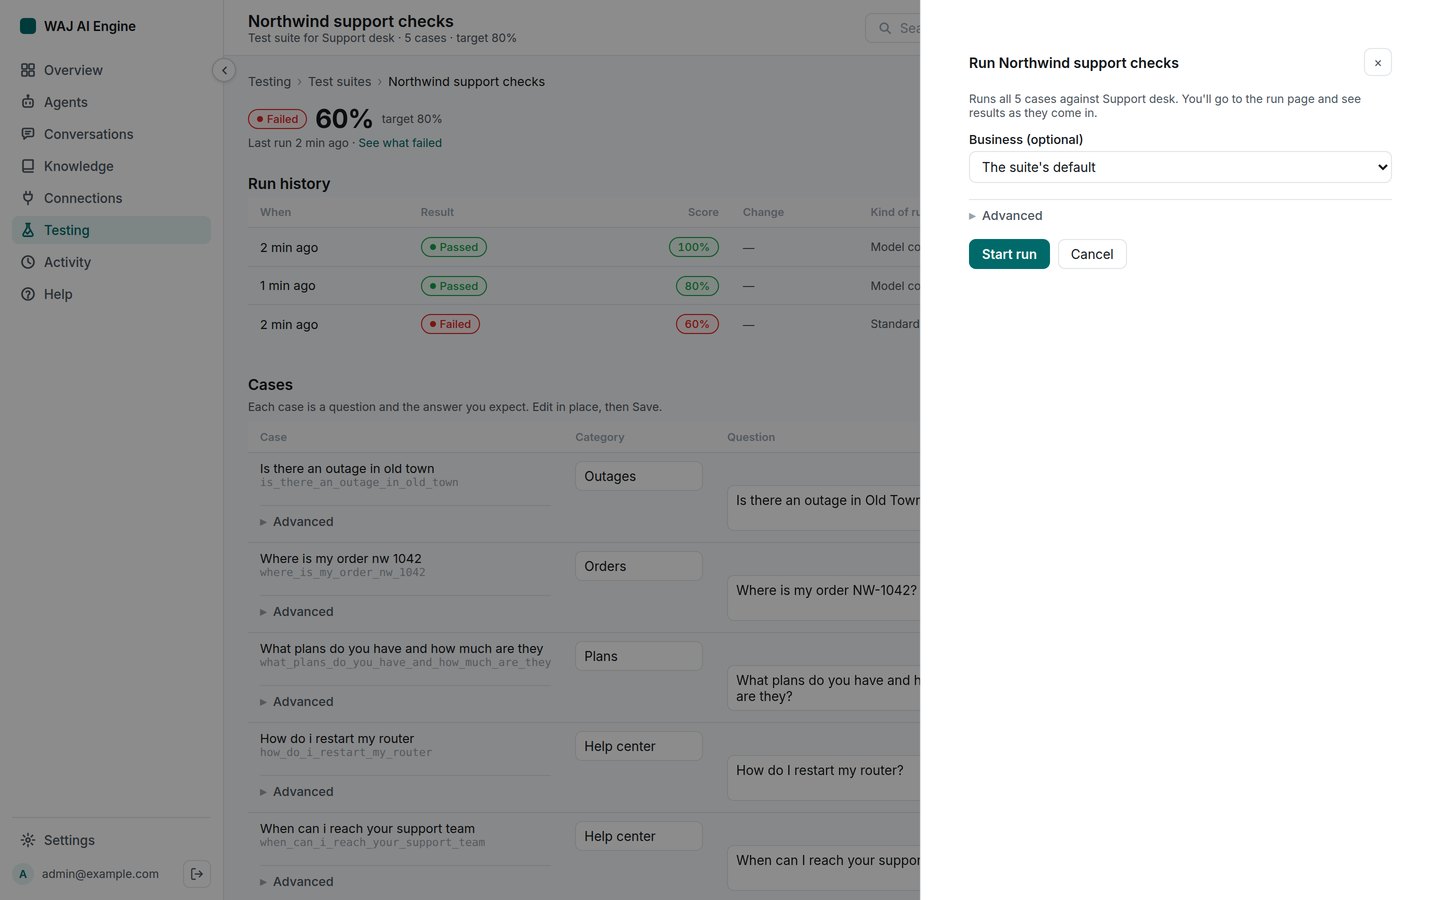 WAJ AI Engine
Overview
Agents
Conversations
Knowledge
Connections
Testing
Activity
Help
Settings
A
admin@example.com
Northwind support checks
Test suite for Support desk · 5 cases · target 80%
Testing › Test suites › Northwind support checks
Failed 60% target 80%
Last run 2 min ago · See what failed
Run history
When Result Score Change Kind of ru
2 min ago Passed 100% — Model co
1 min ago Passed 80% — Model co
2 min ago Failed 60% — Standard
Cases
Each case is a question and the answer you expect. Edit in place, then Save.
Case Category Question
Is there an outage in old town
is_there_an_outage_in_old_town
Advanced
Outages
Is there an outage in Old Town
Where is my order nw 1042
where_is_my_order_nw_1042
Advanced
Orders
Where is my order NW-1042?
What plans do you have and how much are they
what_plans_do_you_have_and_how_much_are_they
Advanced
Plans
What plans do you have and h
are they?
How do i restart my router
how_do_i_restart_my_router
Advanced
Help center
How do I restart my router?
When can i reach your support team
when_can_i_reach_your_support_team
Advanced
Help center
When can I reach your suppor
Sea
Run Northwind support checks
×
Runs all 5 cases against Support desk. You'll go to the run page and see
results as they come in.
Business (optional)
The suite's default
Advanced
Start run
Cancel